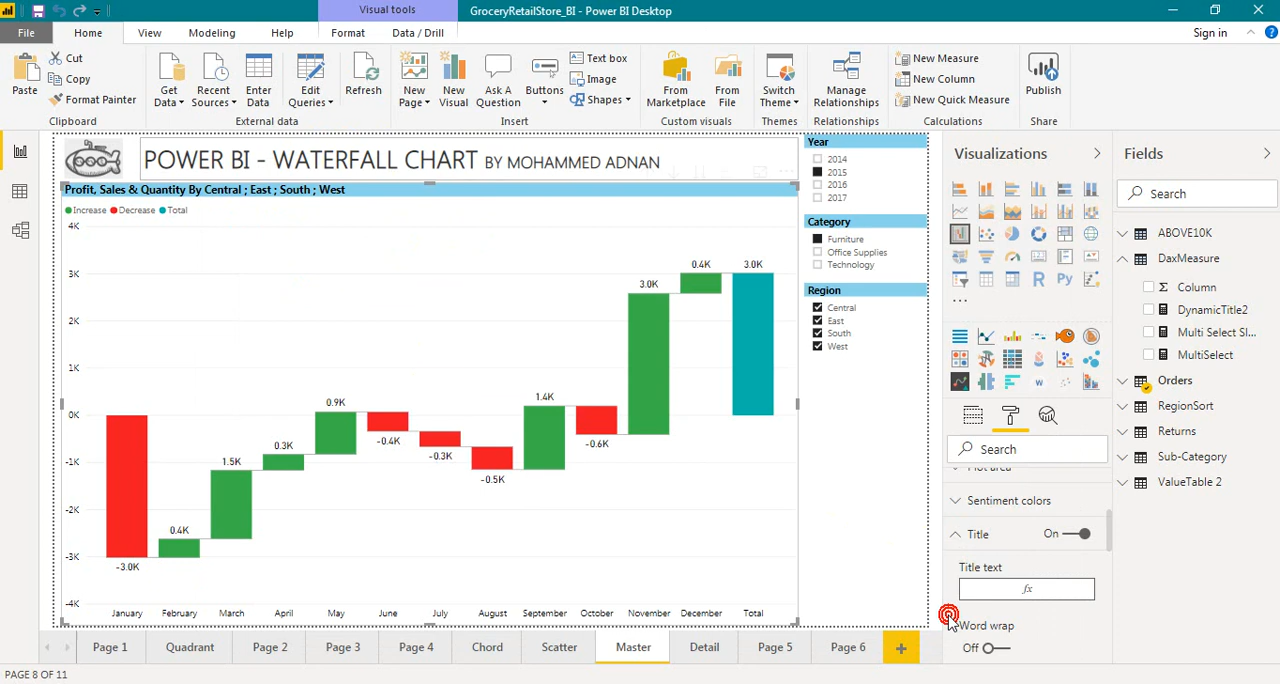 Visual tools
GroceryRetailStore_BI - Power BI Desktop
File
Home
View
Modeling
Help
Format
Data / Drill
Sign in
Paste
Cut
Copy
Format Painter
Clipboard
Get Data
Recent Sources
Enter Data
Edit Queries
Refresh
External data
New Page
New Visual
Ask A Question
Buttons
Text box
Image
Shapes
Insert
From Marketplace
From File
Custom visuals
Switch Theme
Themes
Manage Relationships
Relationships
New Measure
New Column
New Quick Measure
Calculations
Publish
Share
POWER BI - WATERFALL CHART BY MOHAMMED ADNAN
Profit, Sales & Quantity By Central ; East ; South ; West
Increase Decrease Total
4K
3K
2K
1K
0K
-1K
-2K
-3K
-4K
-3.0K
0.4K
1.5K
0.3K
0.9K
-0.4K
-0.3K
-0.5K
1.4K
-0.6K
3.0K
0.4K
3.0K
January February March April May June July August September October November December Total
Year
2014
2015
2016
2017
Category
Furniture
Office Supplies
Technology
Region
Central
East
South
West
Visualizations
R
Py
Search
Plot area
Sentiment colors
Title
On
Title text
fx
Word wrap
Off
Fields
Search
ABOVE10K
DaxMeasure
Σ Column
DynamicTitle2
Multi Select Sl...
MultiSelect
Orders
RegionSort
Returns
Sub-Category
ValueTable 2
Page 1
Quadrant
Page 2
Page 3
Page 4
Chord
Scatter
Master
Detail
Page 5
Page 6
+
PAGE 8 OF 11